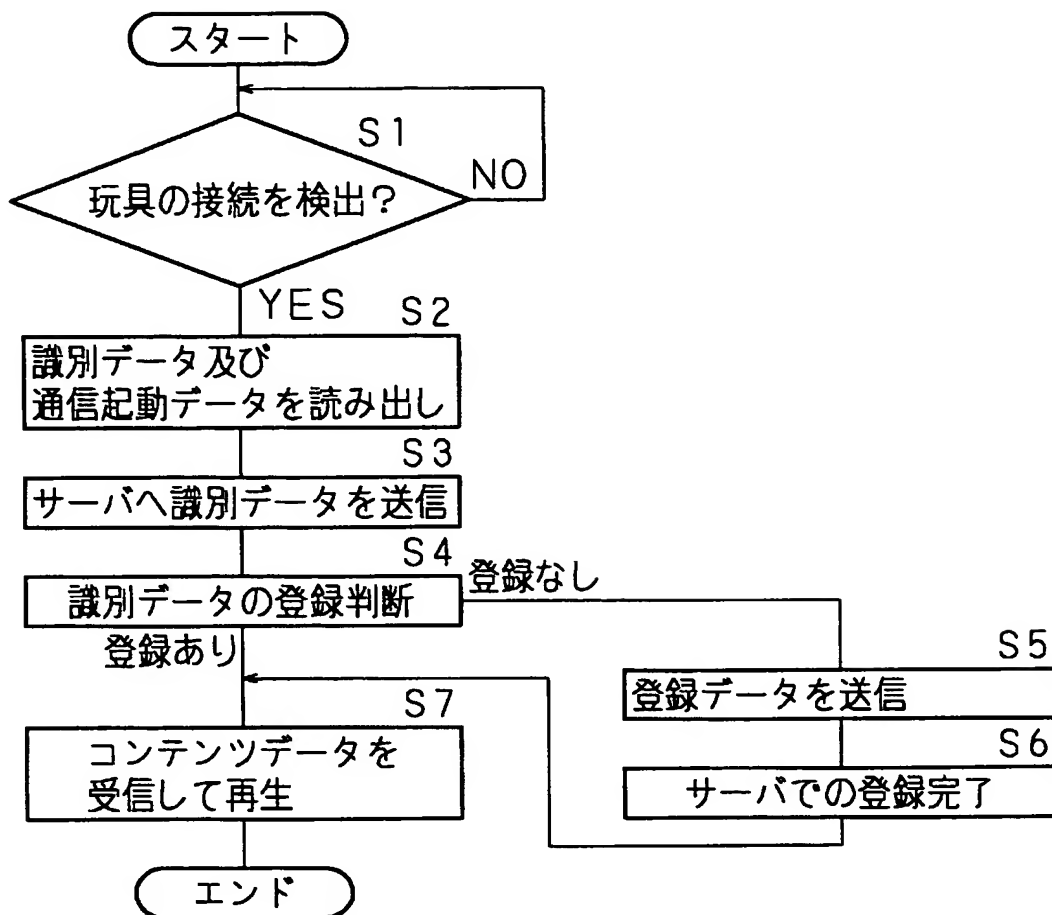 スタート
S1
玩具の接続を検出？
NO
YES
S2
識別データ及び
通信起動データを読み出し
S3
サーバへ識別データを送信
S4
識別データの登録判断
登録なし
登録あり
S5
登録データを送信
S6
サーバでの登録完了
S7
コンテンツデータを
受信して再生
エンド